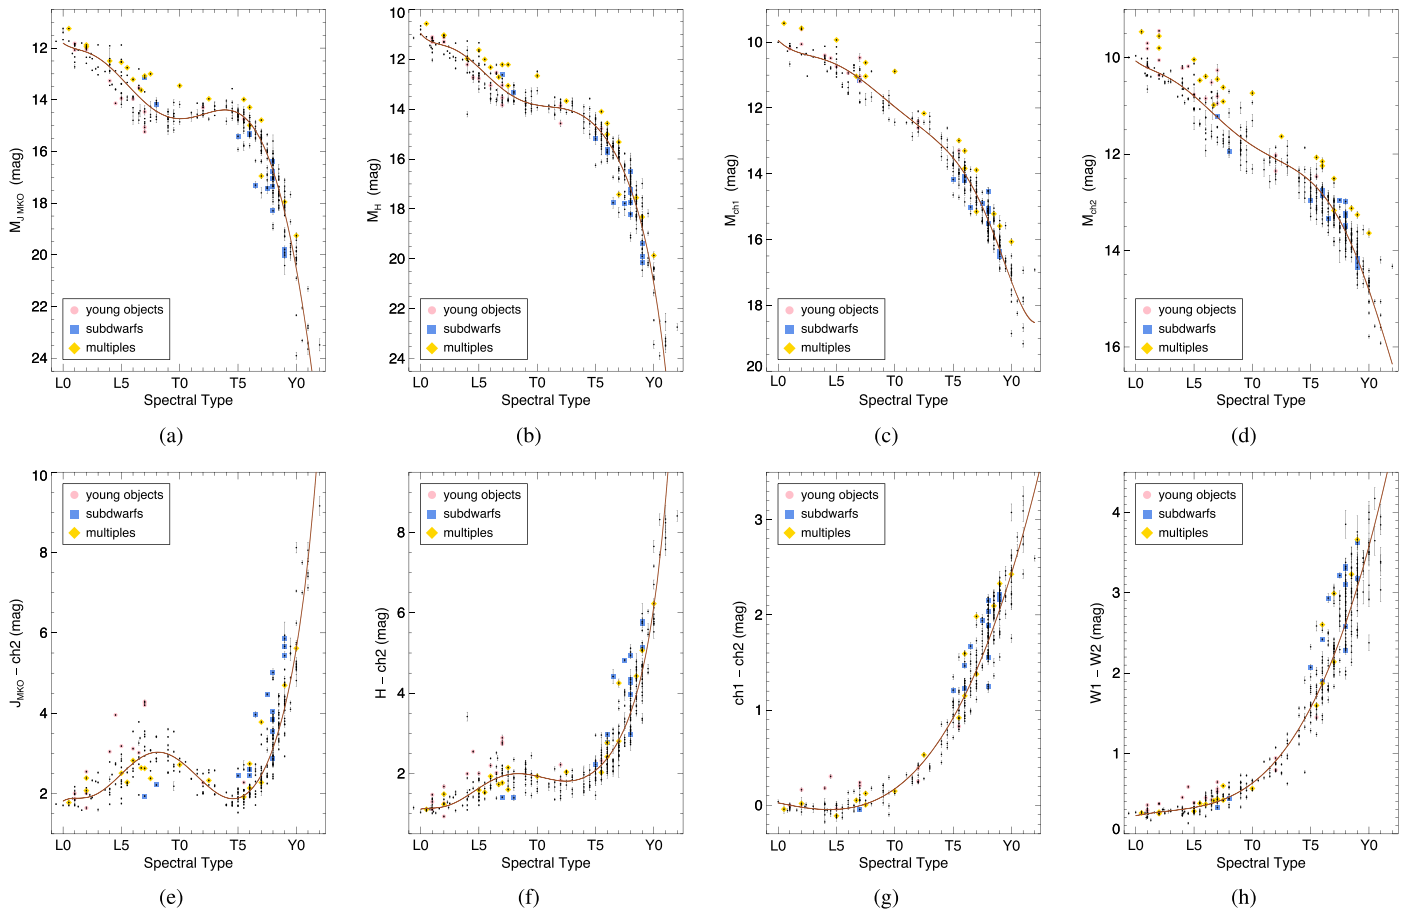 10
12
14
16
18
20
22
24
M_J MKO (mag)
young objects
subdwarfs
multiples
L0 L5 T0 T5 Y0
Spectral Type
(a)
10
12
14
16
18
20
22
24
M_H (mag)
young objects
subdwarfs
multiples
L0 L5 T0 T5 Y0
Spectral Type
(b)
10
12
14
16
18
20
M_ch1 (mag)
young objects
subdwarfs
multiples
L0 L5 T0 T5 Y0
Spectral Type
(c)
10
12
14
16
M_ch2 (mag)
young objects
subdwarfs
multiples
L0 L5 T0 T5 Y0
Spectral Type
(d)
10
8
6
4
2
J_MKO − ch2 (mag)
young objects
subdwarfs
multiples
L0 L5 T0 T5 Y0
Spectral Type
(e)
8
6
4
2
H − ch2 (mag)
young objects
subdwarfs
multiples
L0 L5 T0 T5 Y0
Spectral Type
(f)
3
2
1
0
ch1 − ch2 (mag)
young objects
subdwarfs
multiples
L0 L5 T0 T5 Y0
Spectral Type
(g)
4
3
2
1
0
W1 − W2 (mag)
young objects
subdwarfs
multiples
L0 L5 T0 T5 Y0
Spectral Type
(h)